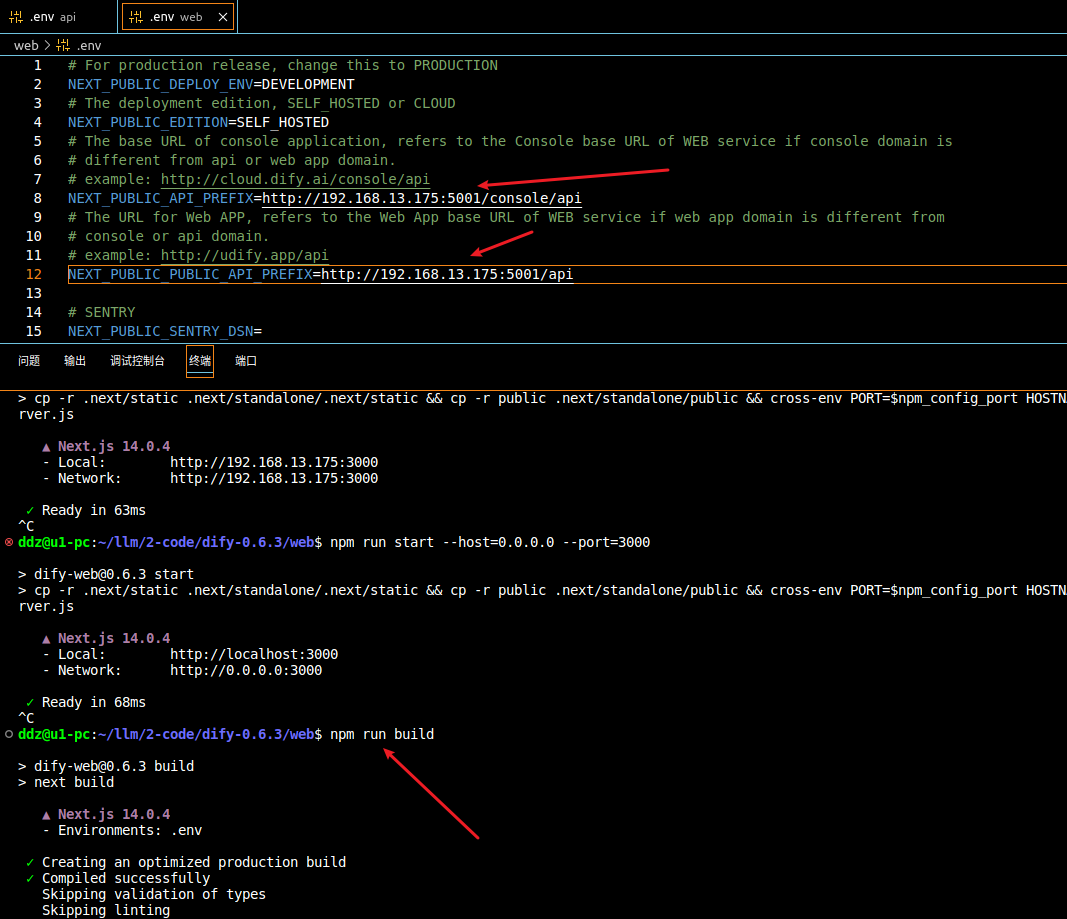 .env api .env web
web > .env
1 # For production release, change this to PRODUCTION
2 NEXT_PUBLIC_DEPLOY_ENV=DEVELOPMENT
3 # The deployment edition, SELF_HOSTED or CLOUD
4 NEXT_PUBLIC_EDITION=SELF_HOSTED
5 # The base URL of console application, refers to the Console base URL of WEB service if console domain is
6 # different from api or web app domain.
7 # example: http://cloud.dify.ai/console/api
8 NEXT_PUBLIC_API_PREFIX=http://192.168.13.175:5001/console/api
9 # The URL for Web APP, refers to the Web App base URL of WEB service if web app domain is different from
10 # console or api domain.
11 # example: http://udify.app/api
12 NEXT_PUBLIC_PUBLIC_API_PREFIX=http://192.168.13.175:5001/api
13
14 # SENTRY
15 NEXT_PUBLIC_SENTRY_DSN=
问题 输出 调试控制台 终端 端口
> cp -r .next/static .next/standalone/.next/static && cp -r public .next/standalone/public && cross-env PORT=$npm_config_port HOSTN
rver.js
▲ Next.js 14.0.4
- Local: http://192.168.13.175:3000
- Network: http://192.168.13.175:3000
✓ Ready in 63ms
^C
ddz@u1-pc:~/llm/2-code/dify-0.6.3/web$ npm run start --host=0.0.0.0 --port=3000
> dify-web@0.6.3 start
> cp -r .next/static .next/standalone/.next/static && cp -r public .next/standalone/public && cross-env PORT=$npm_config_port HOSTN
rver.js
▲ Next.js 14.0.4
- Local: http://localhost:3000
- Network: http://0.0.0.0:3000
✓ Ready in 68ms
^C
ddz@u1-pc:~/llm/2-code/dify-0.6.3/web$ npm run build
> dify-web@0.6.3 build
> next build
▲ Next.js 14.0.4
- Environments: .env
✓ Creating an optimized production build
✓ Compiled successfully
Skipping validation of types
Skipping linting